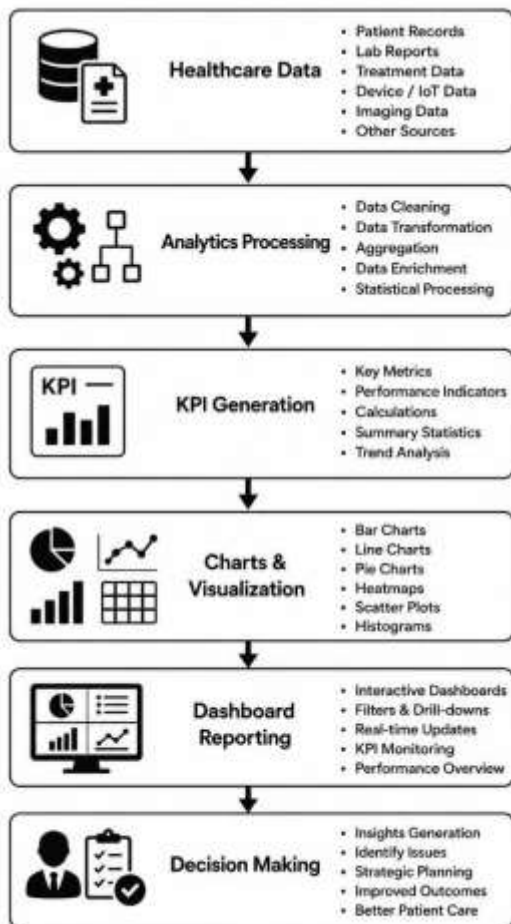 Healthcare Data
• Patient Records
• Lab Reports
• Treatment Data
• Device / IoT Data
• Imaging Data
• Other Sources
Analytics Processing
• Data Cleaning
• Data Transformation
• Aggregation
• Data Enrichment
• Statistical Processing
KPI
KPI Generation
• Key Metrics
• Performance Indicators
• Calculations
• Summary Statistics
• Trend Analysis
Charts &
Visualization
• Bar Charts
• Line Charts
• Pie Charts
• Heatmaps
• Scatter Plots
• Histograms
Dashboard
Reporting
• Interactive Dashboards
• Filters & Drill-downs
• Real-time Updates
• KPI Monitoring
• Performance Overview
Decision Making
• Insights Generation
• Identify Issues
• Strategic Planning
• Improved Outcomes
• Better Patient Care